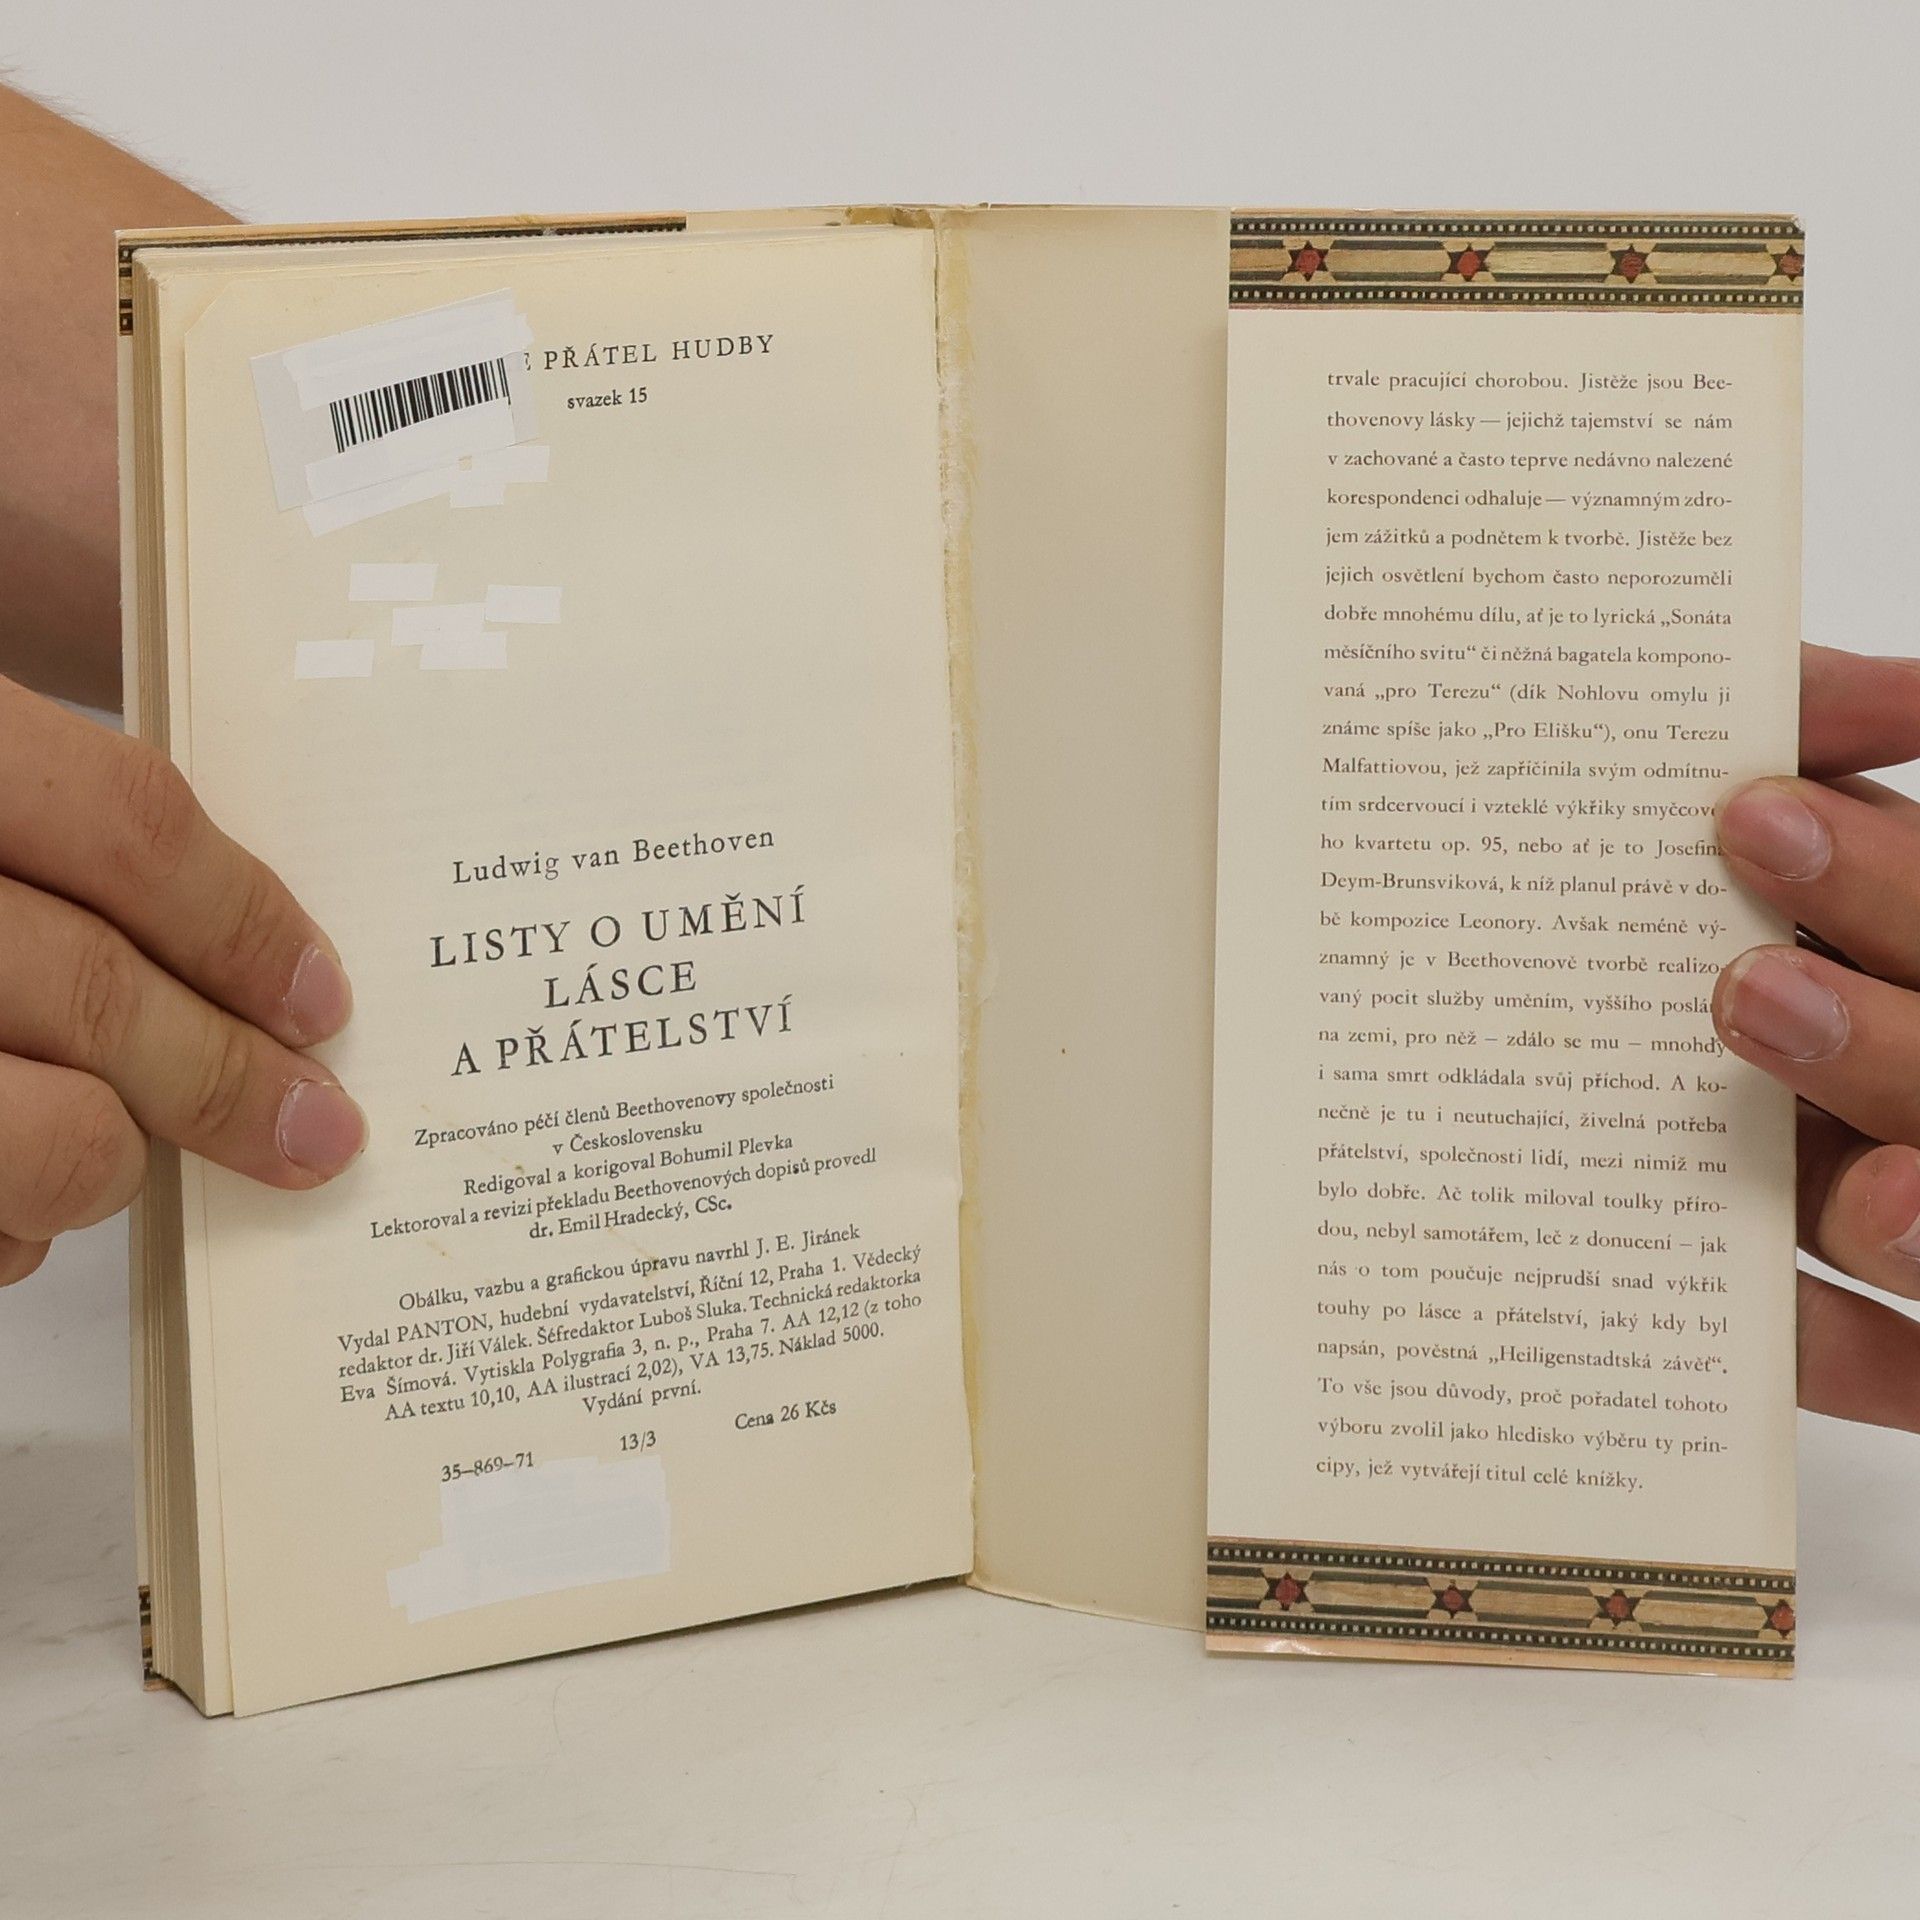 PŘÁTEL HUDBY
svazek 15
Ludwig van Beethoven
LISTY O UMĚNÍ
LÁSCE
A PŘÁTELSTVÍ
Zpracováno péčí členů Beethovenovy společnosti
v Československu
Redigoval a korigoval Bohumil Plevka
Lektoroval a revizi překladu Beethovenových dopisů provedl
dr. Emil Hradecký, CSc.
Obálku, vazbu a grafickou úpravu navrhl J. E. Jiránek
Vydal PANTON, hudební vydavatelství, Říční 12, Praha 1. Vědecký
redaktor dr. Jiří Válek. Šéfredaktor Luboš Sluka. Technická redaktorka
Eva Šímová. Vytiskla Polygrafia 3, n. p., Praha 7. AA 12,12 (z toho
AA textu 10,10, AA ilustrací 2,02), VA 13,75. Náklad 5000.
Vydání první.
35–869–71 13/3 Cena 26 Kčs
trvale pracující chorobou. Jistěže jsou Bee-
thovenovy lásky — jejichž tajemství se nám
v zachované a často teprve nedávno nalezené
korespondenci odhaluje — významným zdro-
jem zážitků a podnětem k tvorbě. Jistěže bez
jejich osvětlení bychom často neporozuměli
dobře mnohému dílu, ať je to lyrická „Sonáta
měsíčního svitu“ či něžná bagatela kompono-
vaná „pro Terezu“ (dík Nohlovu omylu ji
známe spíše jako „Pro Elišku“), onu Terezu
Malfattiovou, jež zapříčinila svým odmítnu-
tím srdcervoucí i vzteklé výkřiky
ho kvartetu op. 95, nebo ať je to
Deym-Brunsviková, k níž planul právě v do-
bě kompozice Leonory. Avšak neméně vý-
znamný je v Beethovenově tvorbě realizo-
vaný pocit služby uměním, vyššího
na zemi, pro něž – zdálo se mu – mnohdy
i sama smrt odkládala svůj příchod. A ko-
nečně je tu i neutuchající, živelná potřeba
přátelství, společnosti lidí, mezi nimiž mu
bylo dobře. Ač tolik miloval toulky příro-
dou, nebyl samotářem, leč z donucení – jak
nás o tom poučuje nejprudší snad výkřik
touhy po lásce a přátelství, jaký kdy byl
napsán, pověstná „Heiligenstadtská závěť“.
To vše jsou důvody, proč pořadatel tohoto
výboru zvolil jako hledisko výběru ty prin-
cipy, jež vytvářejí titul celé knížky.